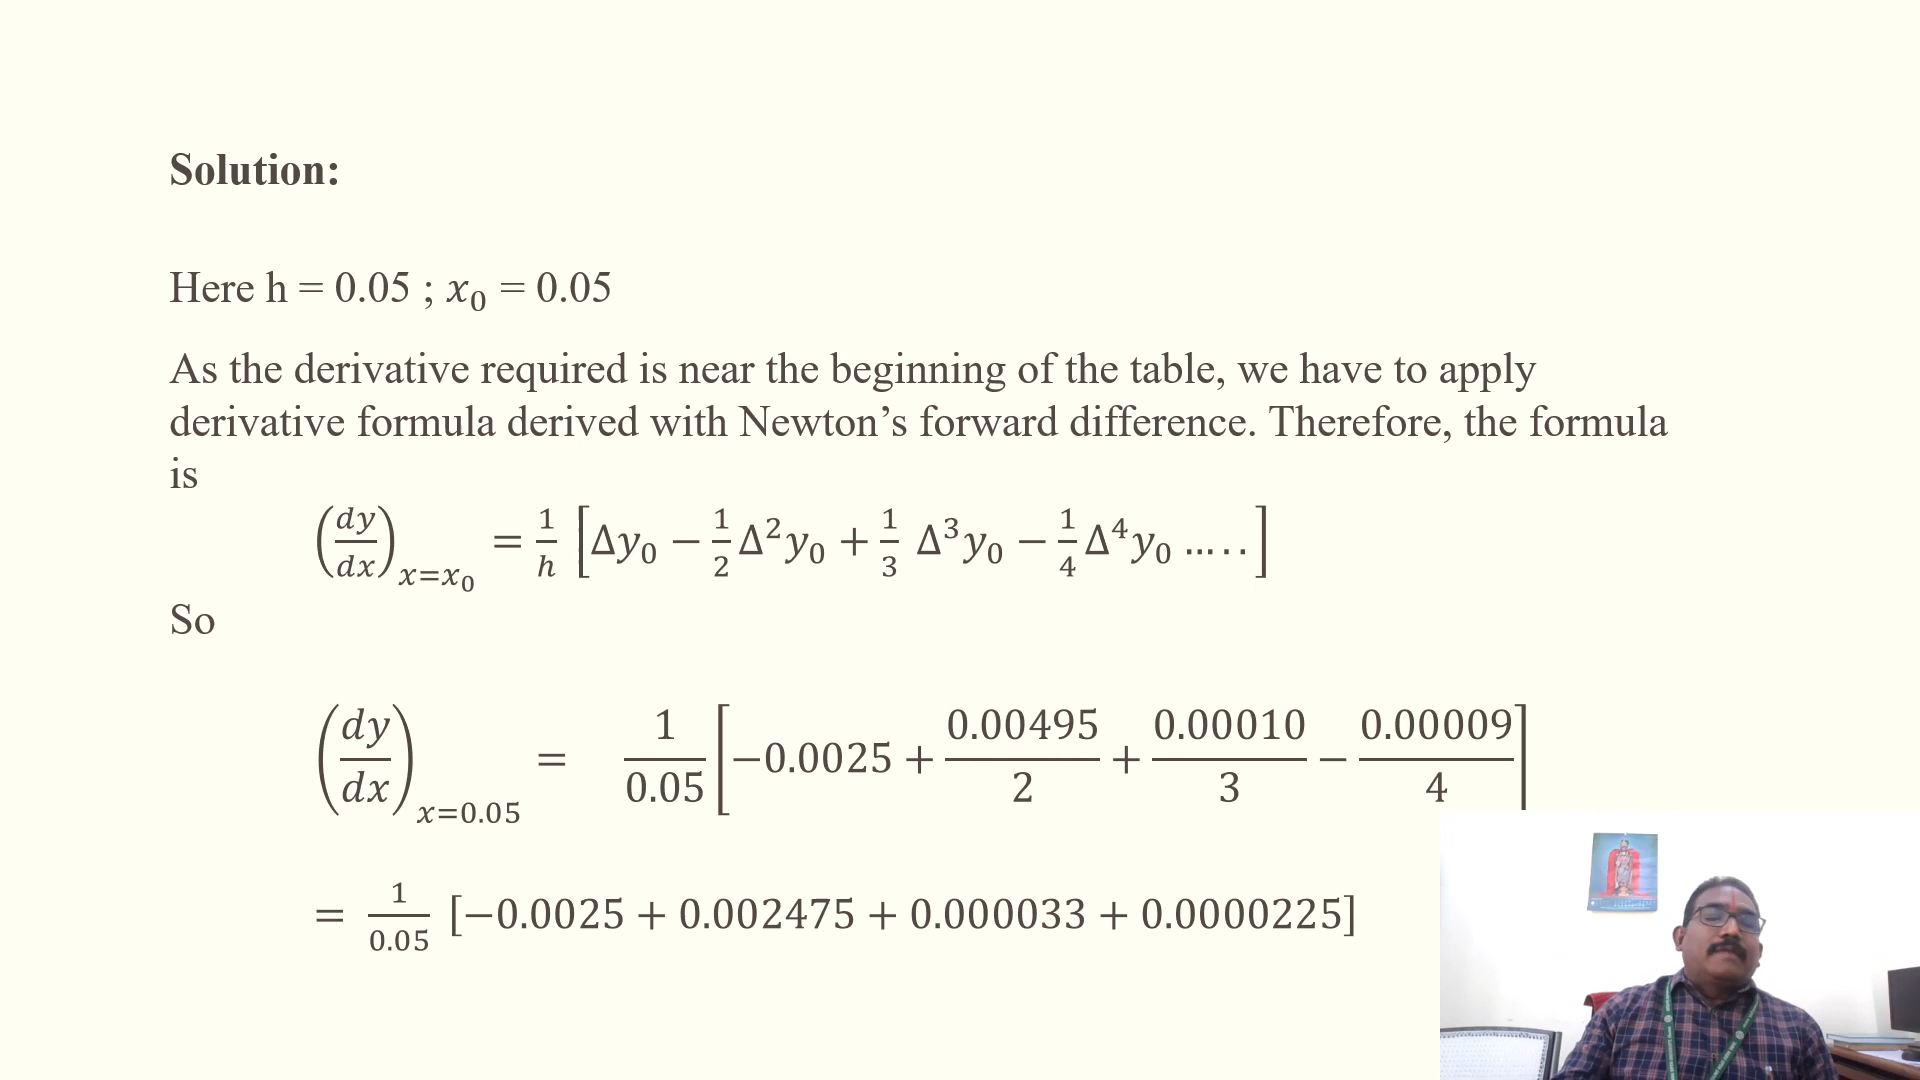 Solution:
Here h = 0.05 ; x₀ = 0.05
As the derivative required is near the beginning of the table, we have to apply
derivative formula derived with Newton’s forward difference. Therefore, the formula
is
(dy/dx)ₓ₌ₓ₀ = 1/h [Δy₀ − 1/2 Δ²y₀ + 1/3 Δ³y₀ − 1/4 Δ⁴y₀ ..... ]
So
(dy/dx)ₓ₌₀.₀₅ = 1/0.05 [−0.0025 + 0.00495/2 + 0.00010/3 − 0.00009/4]
= 1/0.05 [−0.0025 + 0.002475 + 0.000033 + 0.0000225]